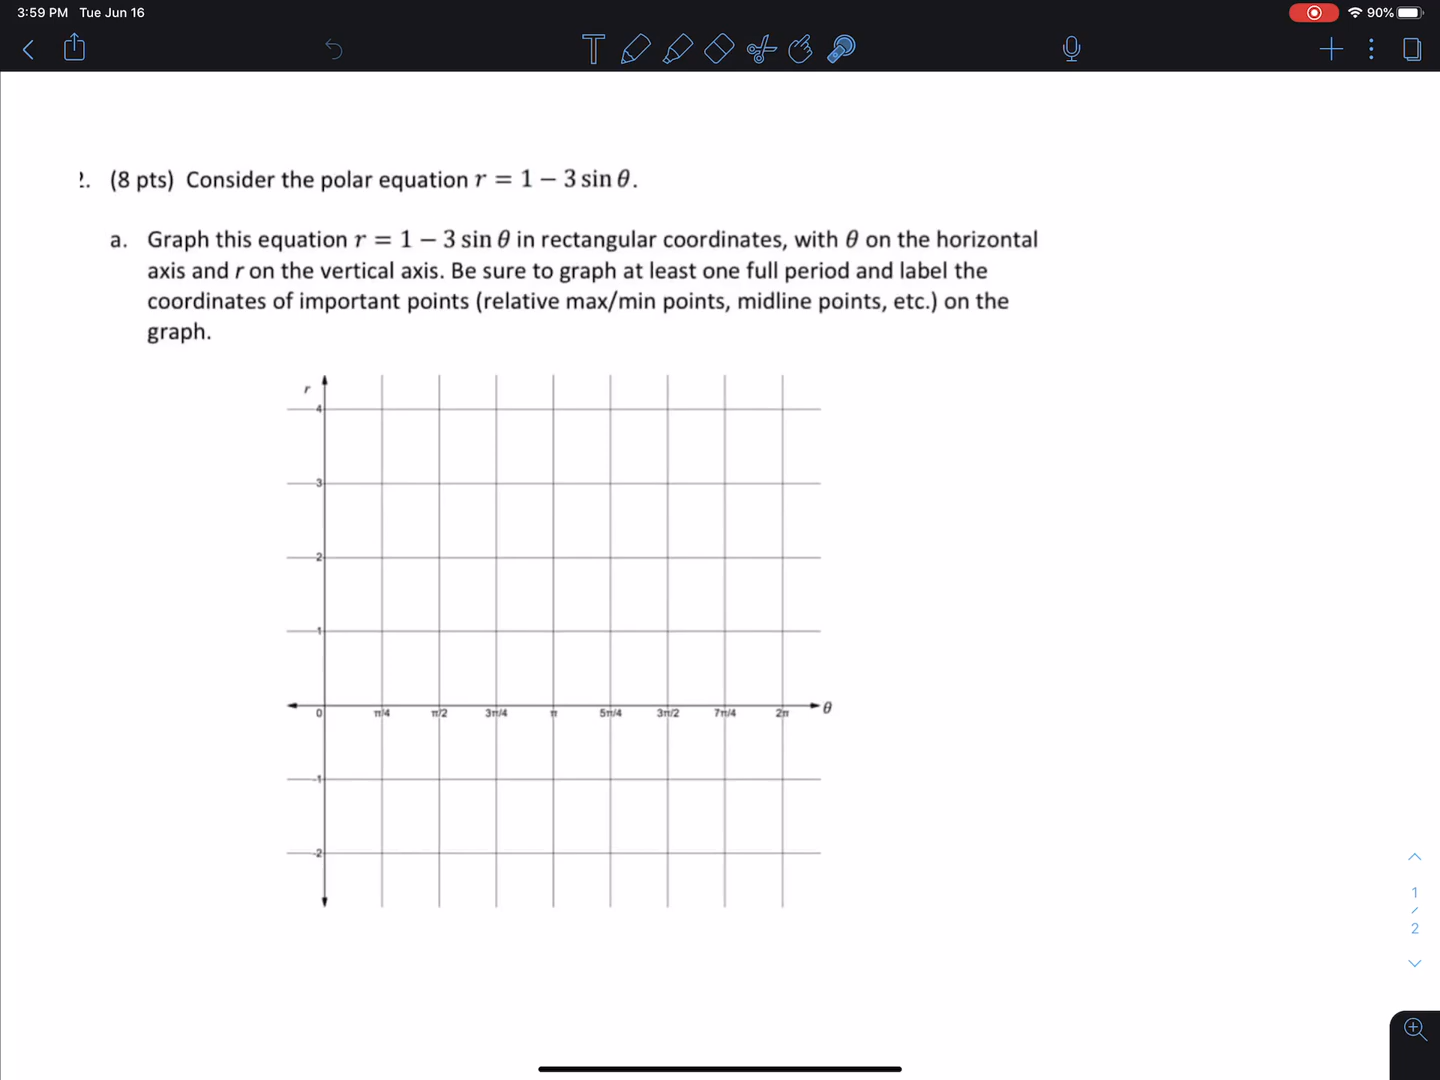 3:59 PM Tue Jun 16
90%
2. (8 pts) Consider the polar equation r = 1 − 3 sin θ.
a. Graph this equation r = 1 − 3 sin θ in rectangular coordinates, with θ on the horizontal
axis and r on the vertical axis. Be sure to graph at least one full period and label the
coordinates of important points (relative max/min points, midline points, etc.) on the
graph.
r
4
3
2
1
0 π/4 π/2 3π/4 π 5π/4 3π/2 7π/4 2π θ
-1
-2
1
/
2